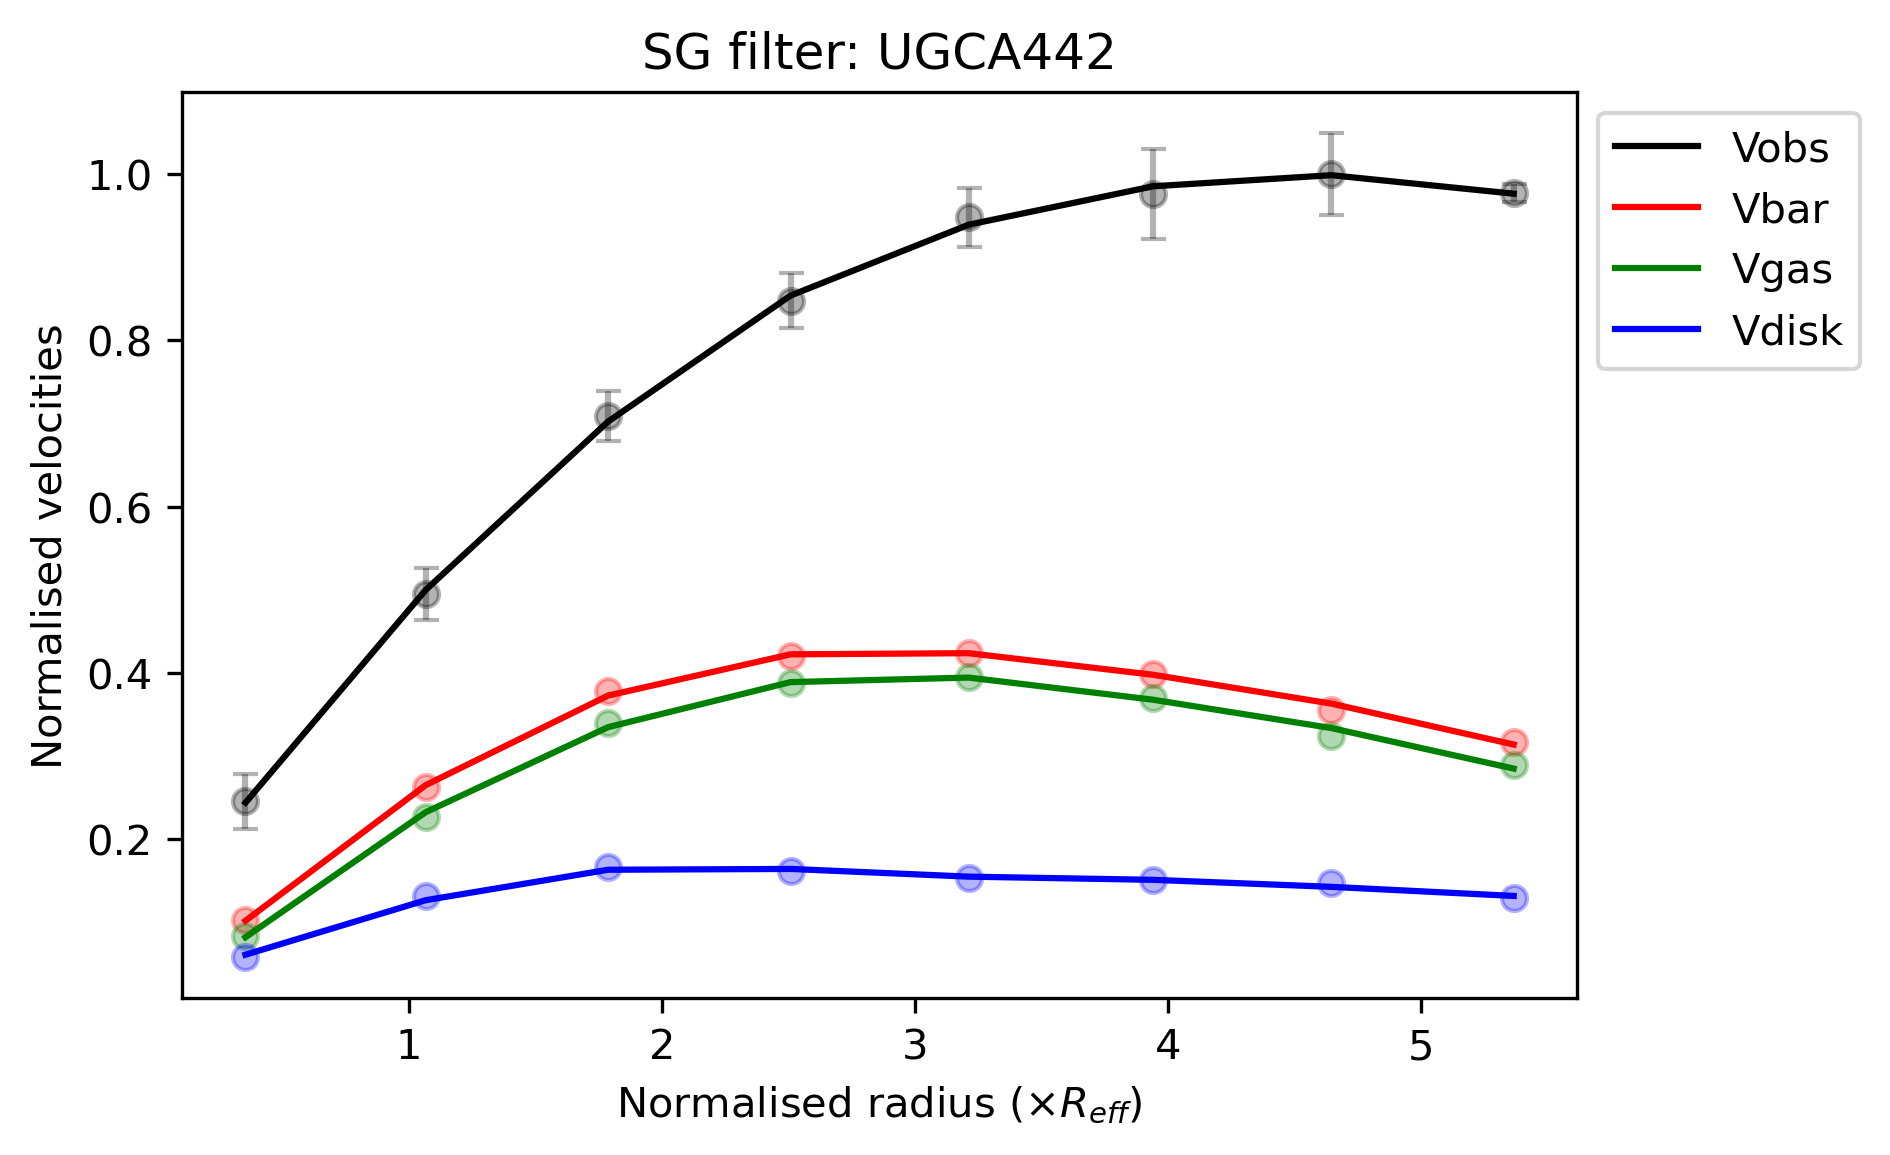 SG filter: UGCA442
Normalised velocities
1.0
0.8
0.6
0.4
0.2
1 2 3 4 5
Normalised radius (×R_eff)
Vobs
Vbar
Vgas
Vdisk